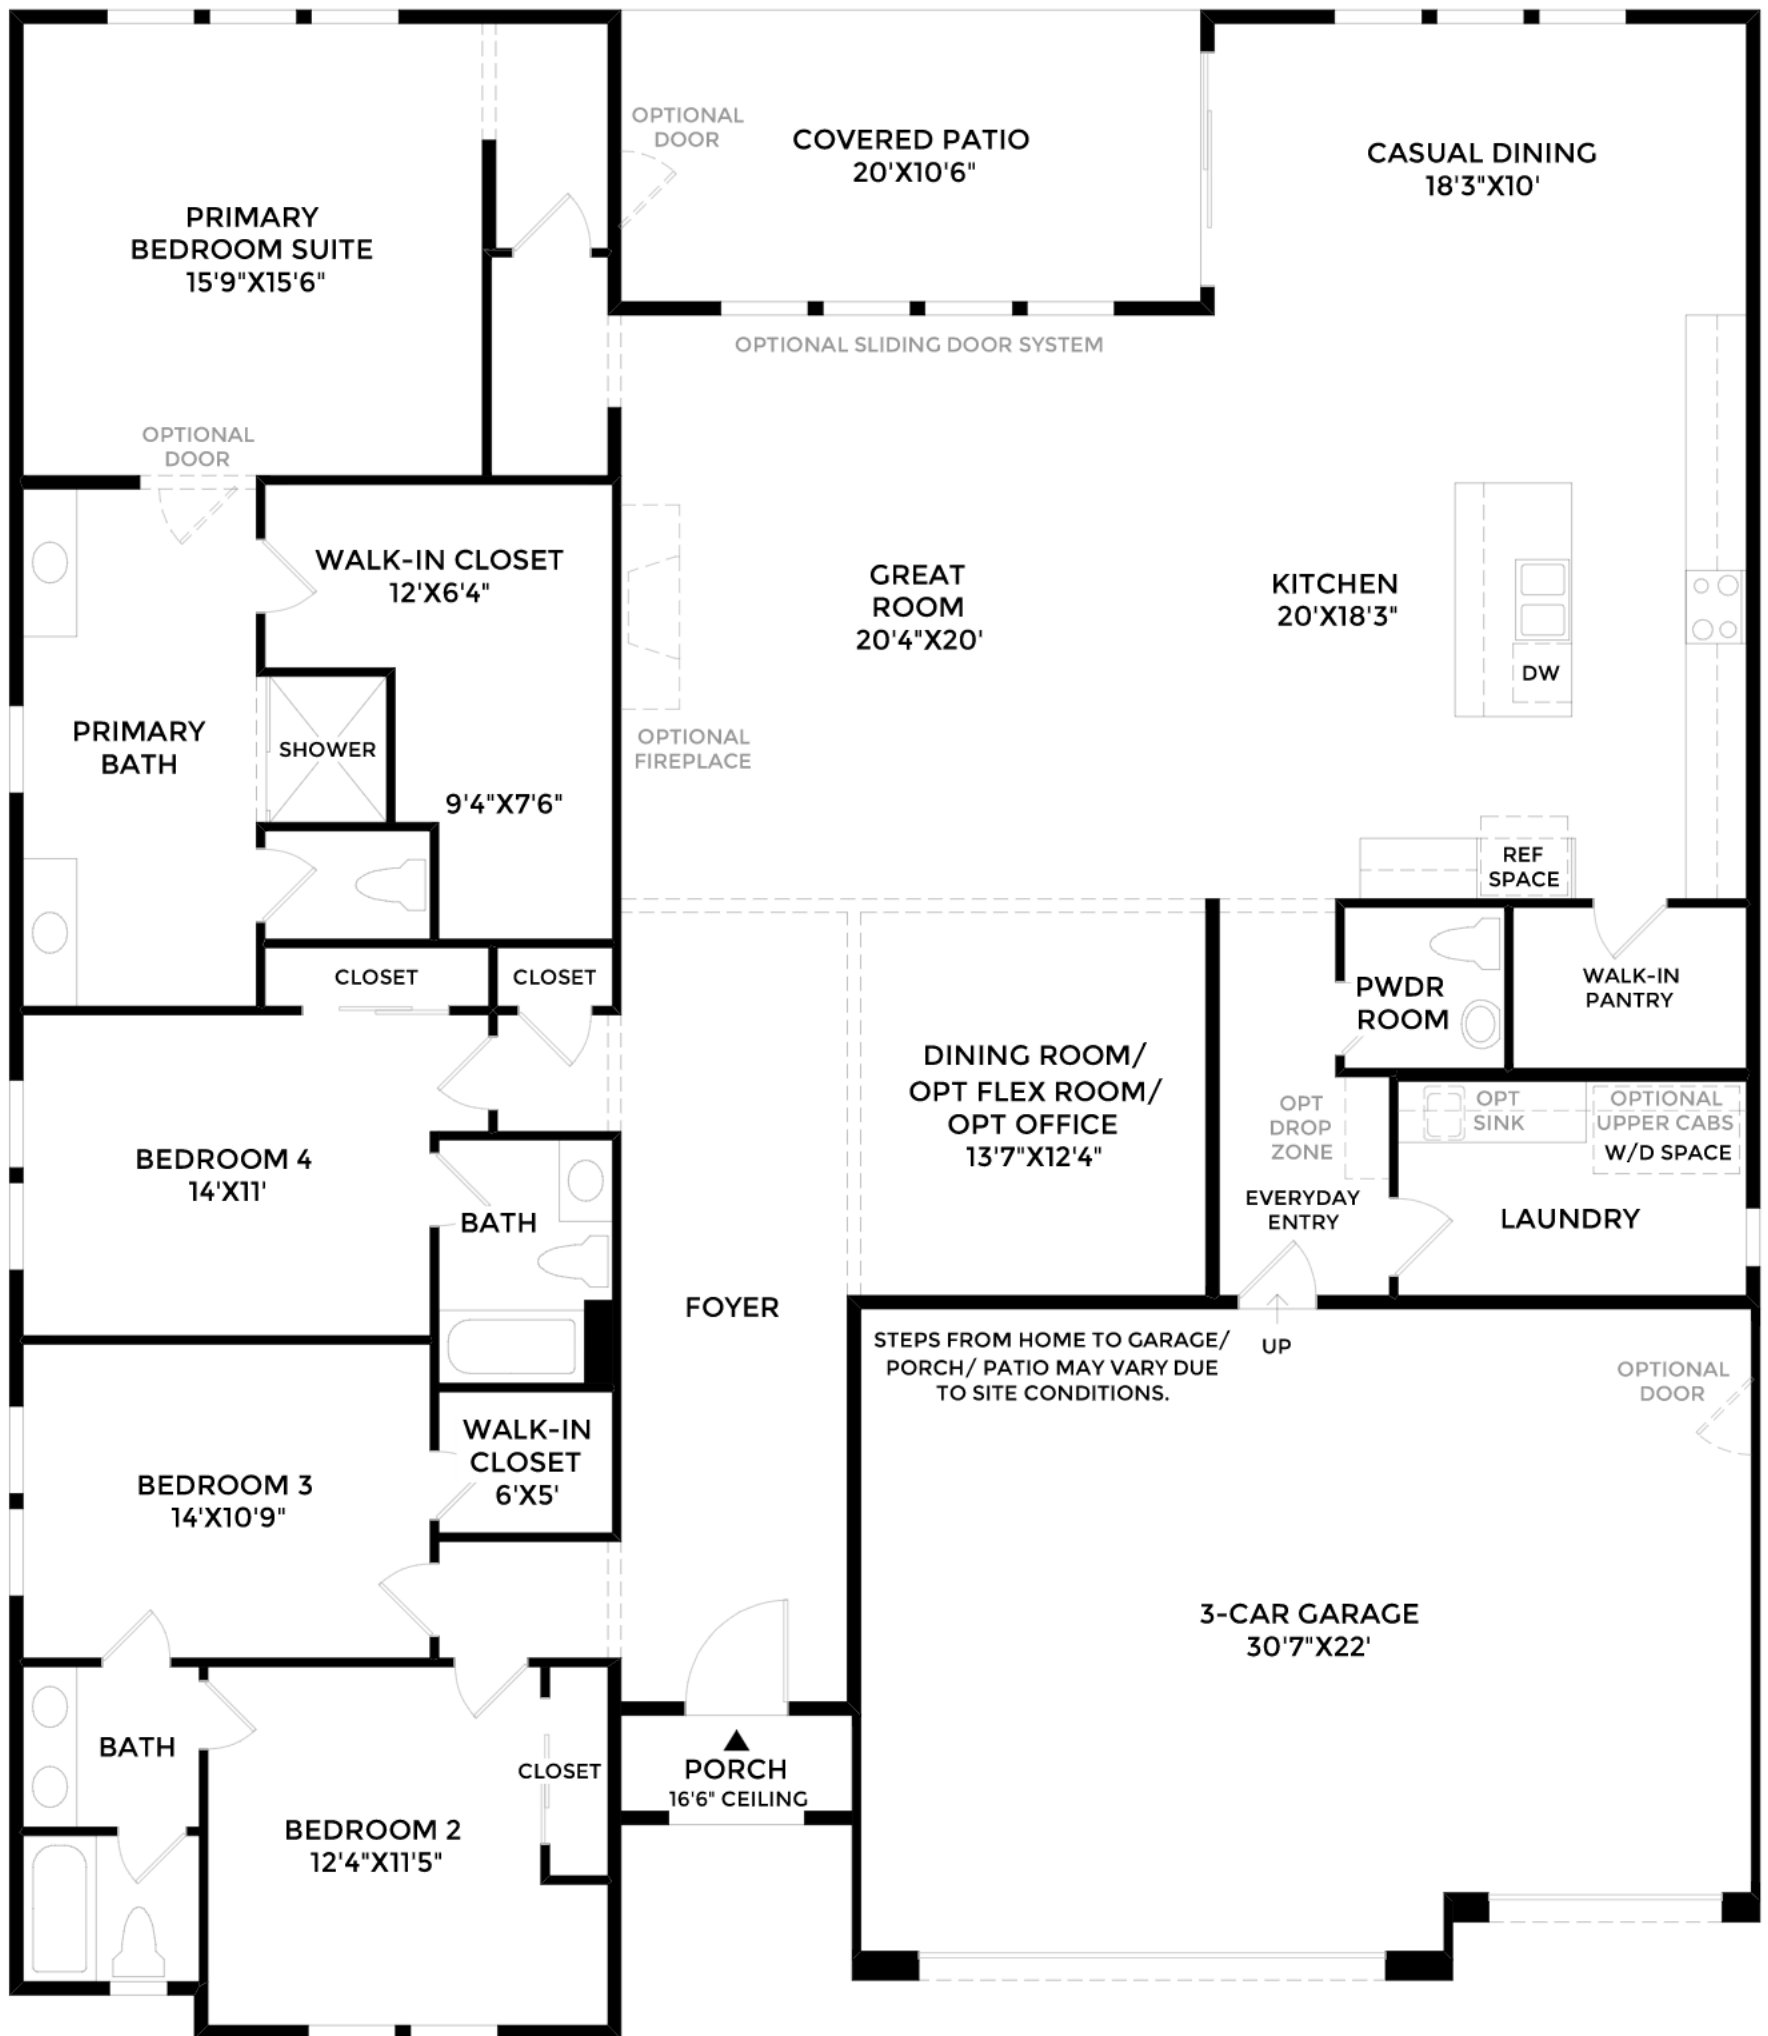 OPTIONAL
DOOR
COVERED PATIO
20'X10'6"
CASUAL DINING
18'3"X10'
PRIMARY
BEDROOM SUITE
15'9"X15'6"
OPTIONAL SLIDING DOOR SYSTEM
OPTIONAL
DOOR
WALK-IN CLOSET
12'X6'4"
GREAT
ROOM
20'4"X20'
KITCHEN
20'X18'3"
DW
PRIMARY
BATH
SHOWER
OPTIONAL
FIREPLACE
9'4"X7'6"
REF
SPACE
CLOSET
CLOSET
PWDR
ROOM
WALK-IN
PANTRY
DINING ROOM/
OPT FLEX ROOM/
OPT OFFICE
13'7"X12'4"
OPT
DROP
ZONE
OPT
SINK
OPTIONAL
UPPER CABS
W/D SPACE
BEDROOM 4
14'X11'
BATH
EVERYDAY
ENTRY
LAUNDRY
FOYER
STEPS FROM HOME TO GARAGE/
PORCH/ PATIO MAY VARY DUE
TO SITE CONDITIONS.
UP
OPTIONAL
DOOR
WALK-IN
CLOSET
6'X5'
BEDROOM 3
14'X10'9"
3-CAR GARAGE
30'7"X22'
BATH
CLOSET
PORCH
16'6" CEILING
BEDROOM 2
12'4"X11'5"